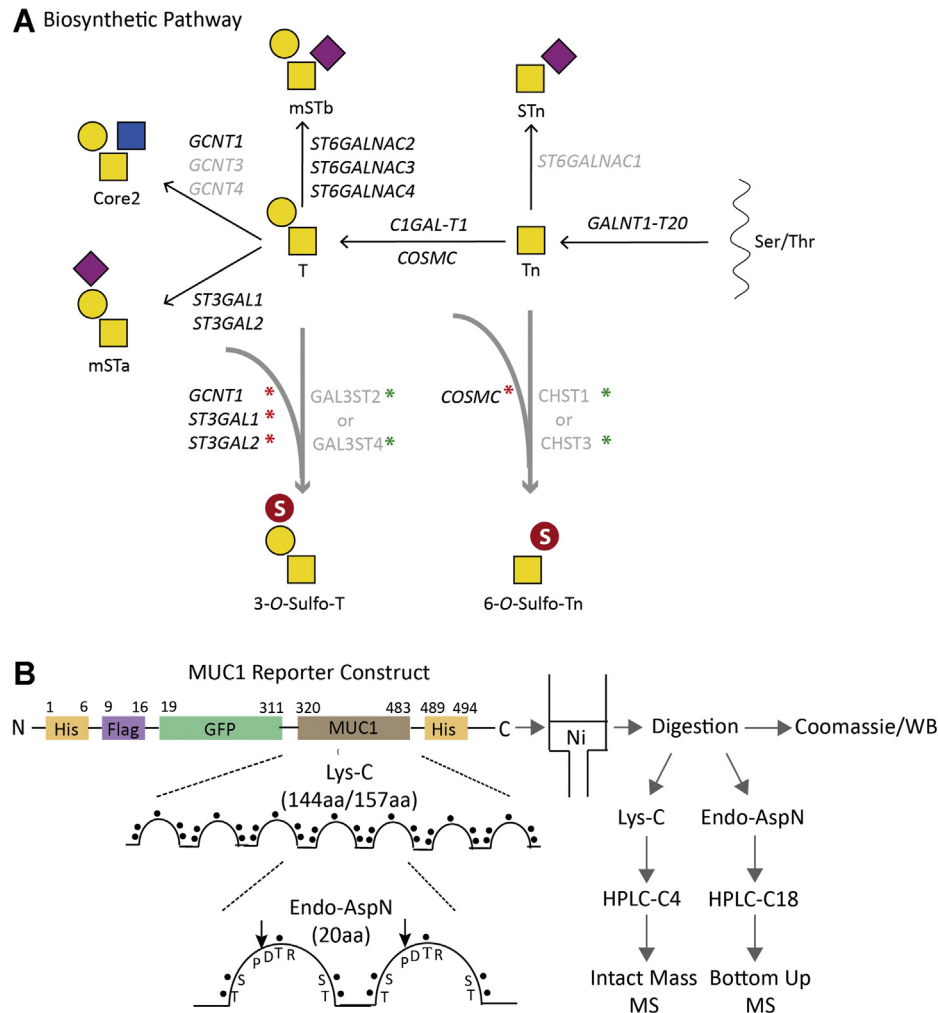 A Biosynthetic Pathway
mSTb
STn
GCNT1
GCNT3
GCNT4
Core2
ST6GALNAC2
ST6GALNAC3
ST6GALNAC4
ST6GALNAC1
C1GAL-T1
COSMC
GALNT1-T20
Ser/Thr
T
Tn
ST3GAL1
ST3GAL2
mSTa
GCNT1 *
ST3GAL1 *
ST3GAL2 *
GAL3ST2 *
or
GAL3ST4 *
COSMC *
CHST1 *
or
CHST3 *
S
S
3-O-Sulfo-T
6-O-Sulfo-Tn
B MUC1 Reporter Construct
1 6 9 16 19 311 320 483 489 494
N His Flag GFP MUC1 His C
Ni
Digestion
Coomassie/WB
Lys-C
(144aa/157aa)
Lys-C
Endo-AspN
HPLC-C4
HPLC-C18
Intact Mass
MS
Bottom Up
MS
Endo-AspN
(20aa)
T S P D T R S T
T S P D T R S T